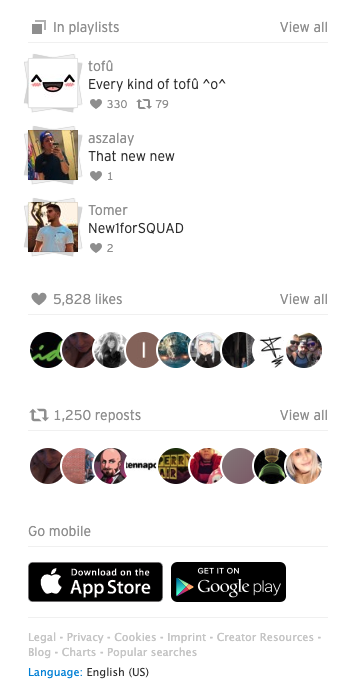 In playlists View all
tofû
Every kind of tofû ^o^
330 79
aszalay
That new new
1
Tomer
New1forSQUAD
2
5,828 likes View all
id I
1,250 reposts View all
tennapo
Go mobile
Download on the App Store
GET IT ON Google play
Legal - Privacy - Cookies - Imprint - Creator Resources -
Blog - Charts - Popular searches
Language: English (US)